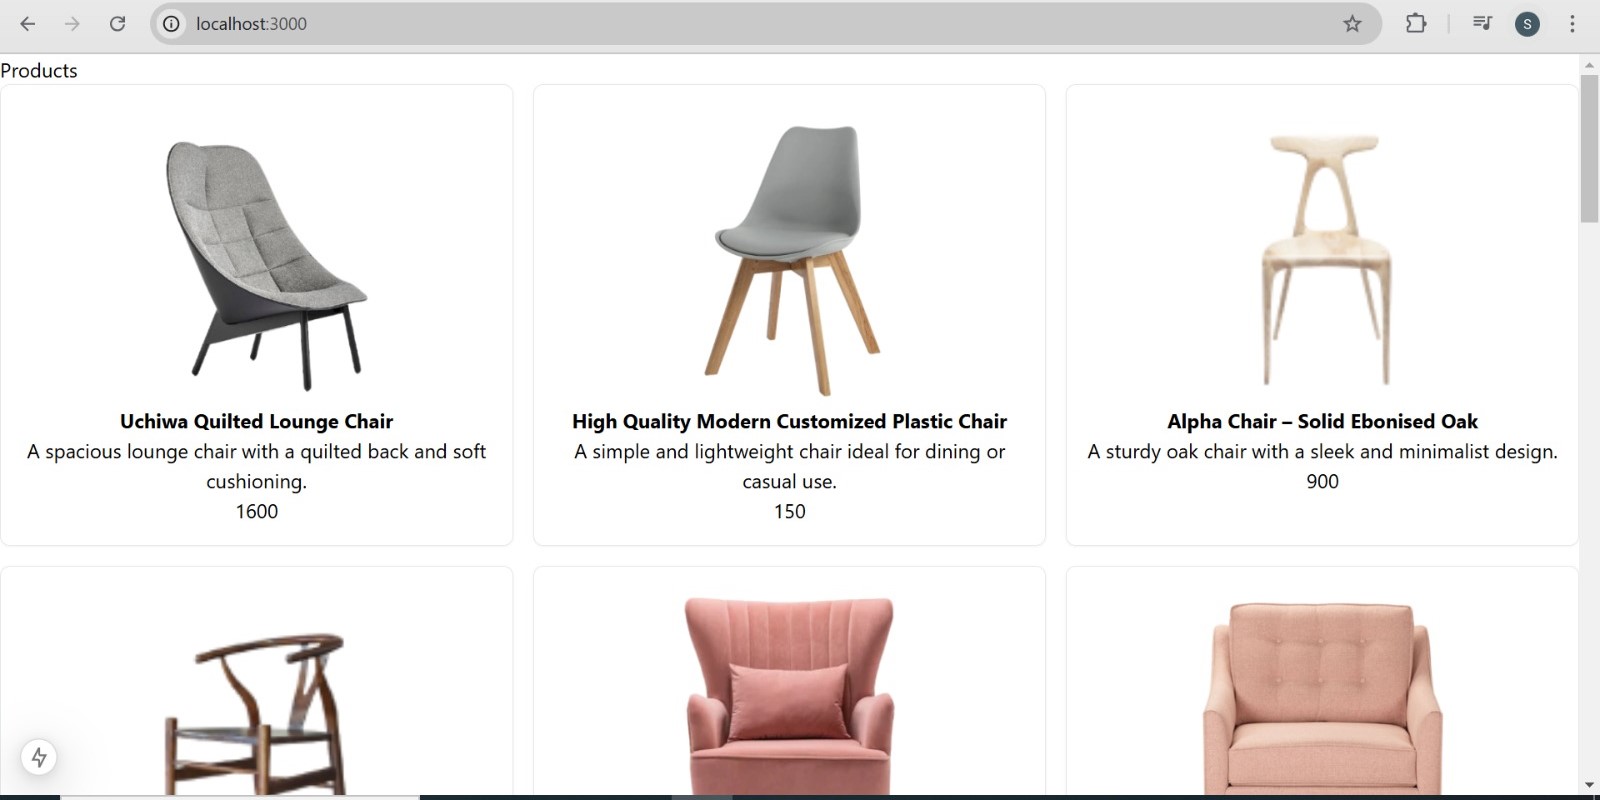 localhost:3000
S
Products
Uchiwa Quilted Lounge Chair
A spacious lounge chair with a quilted back and soft
cushioning.
1600
High Quality Modern Customized Plastic Chair
A simple and lightweight chair ideal for dining or
casual use.
150
Alpha Chair – Solid Ebonised Oak
A sturdy oak chair with a sleek and minimalist design.
900